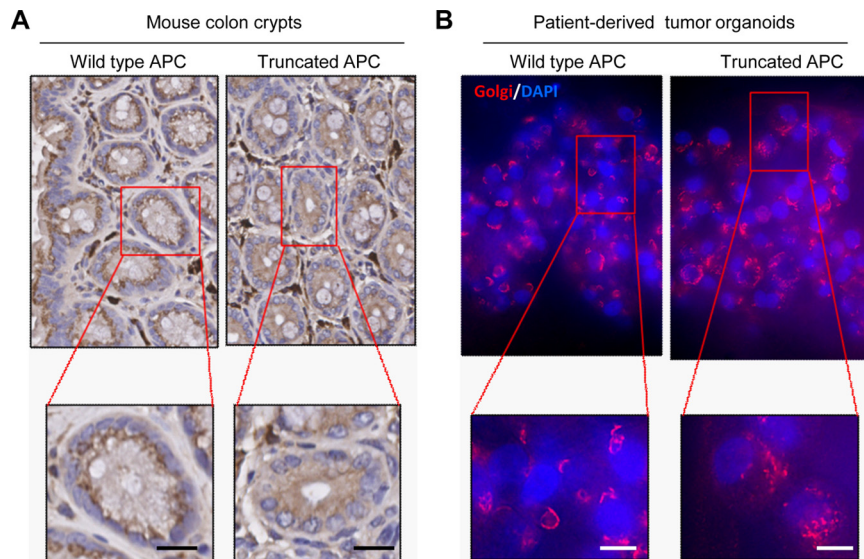 A
Mouse colon crypts
Wild type APC
Truncated APC
B
Patient-derived tumor organoids
Wild type APC
Truncated APC
Golgi/DAPI